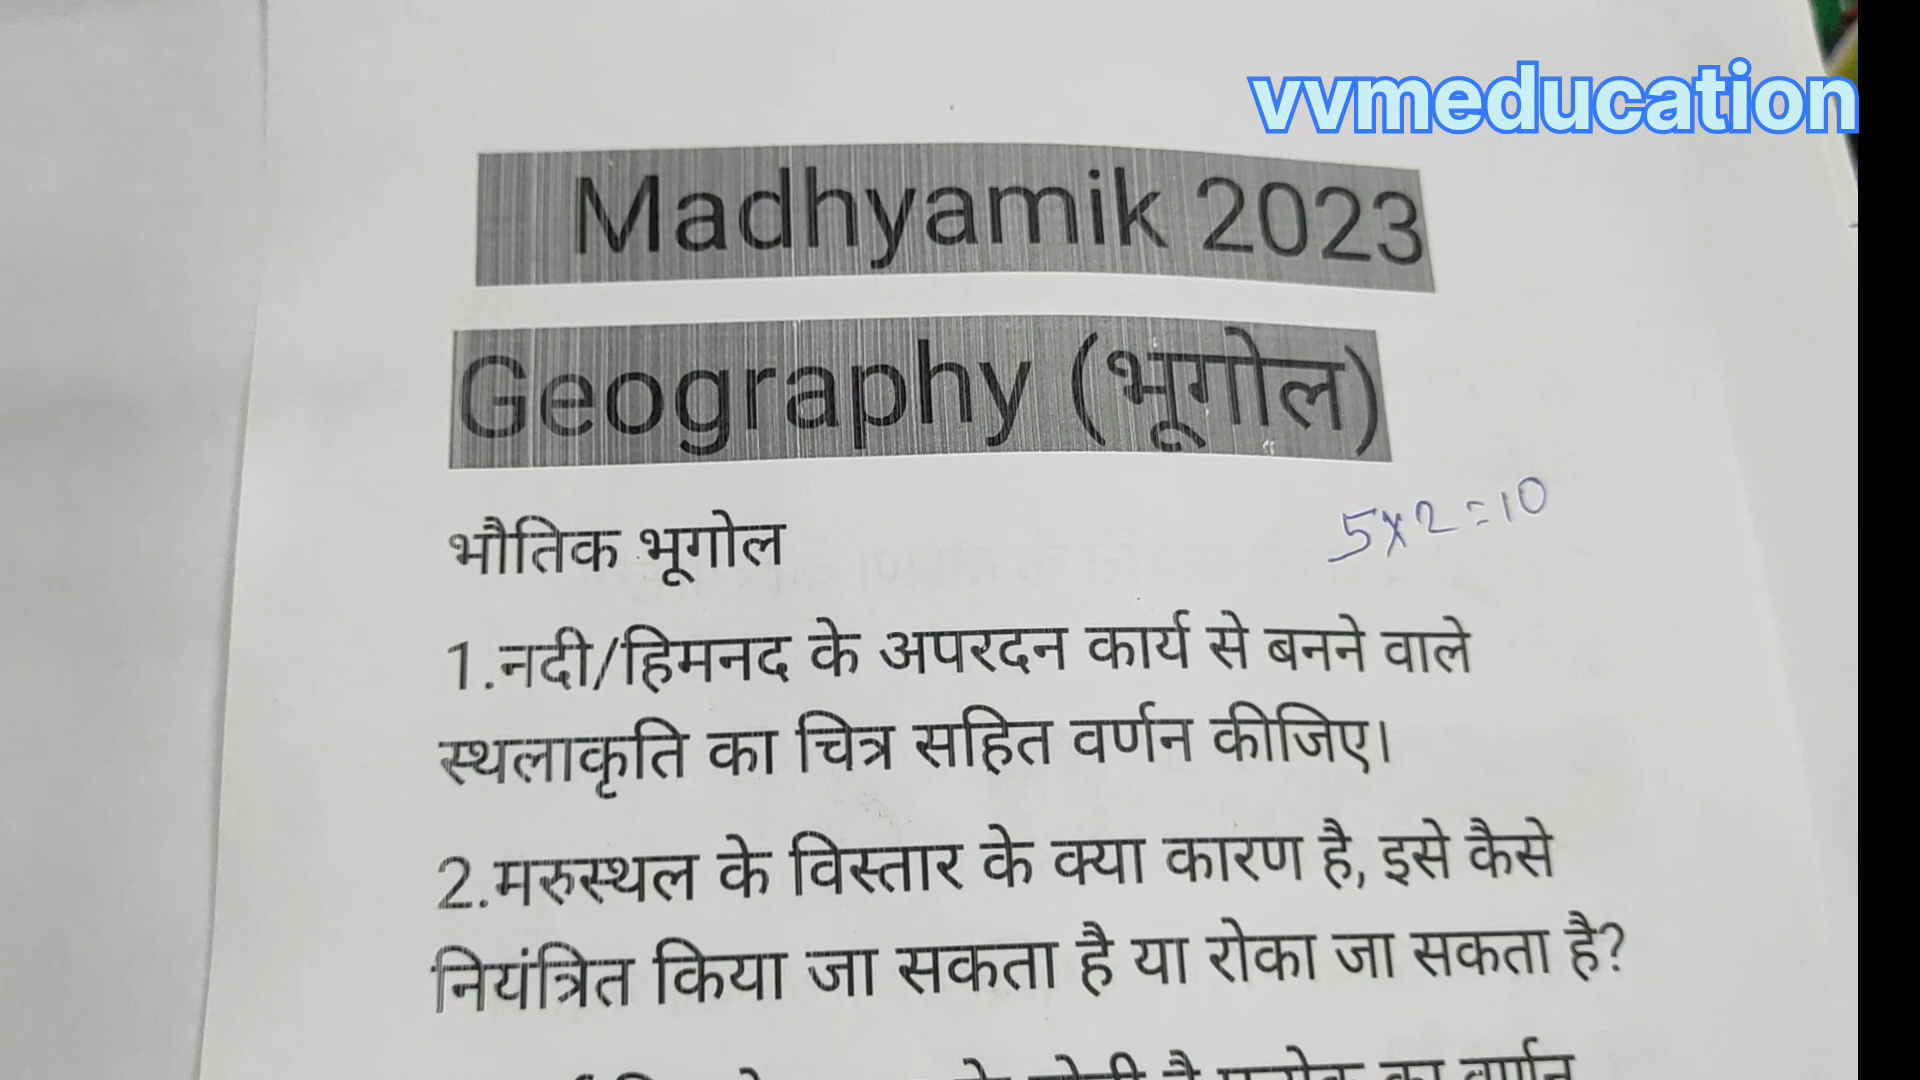 vvmeducation
Madhyamik 2023
Geography (भूगोल)
भौतिक भूगोल
5x2=10
1.नदी/हिमनद के अपरदन कार्य से बनने वाले
स्थलाकृति का चित्र सहित वर्णन कीजिए।
2.मरुस्थल के विस्तार के क्या कारण है, इसे कैसे
नियंत्रित किया जा सकता है या रोका जा सकता है?